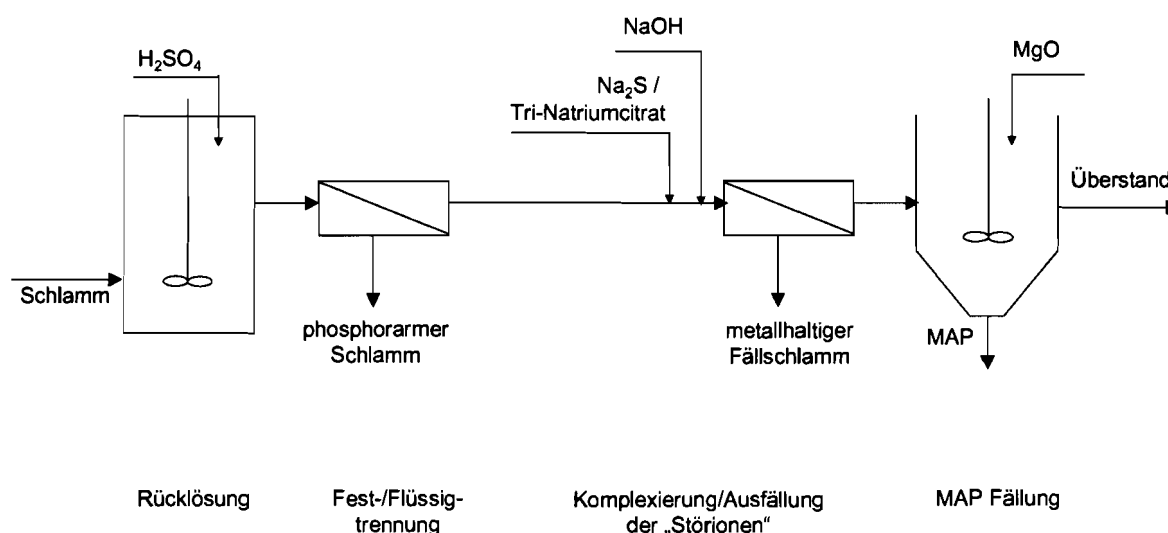 H₂SO₄
NaOH
Na₂S /
Tri-Natriumcitrat
MgO
Überstand
Schlamm
phosphorarmer
Schlamm
metallhaltiger
Fällschlamm
MAP
Rücklösung
Fest-/Flüssig-
trennung
Komplexierung/Ausfällung
der „Störionen“
MAP Fällung